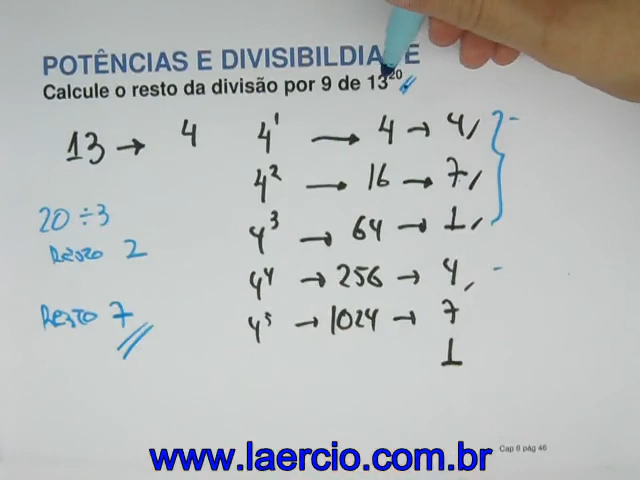 POTÊNCIAS E DIVISIBILDIA E
Calcule o resto da divisão por 9 de 13²⁰
13 → 4
4¹ → 4 → 4,
4² → 16 → 7,
4³ → 64 → 1,
4⁴ → 256 → 4,
4⁵ → 1024 → 7
1
20 ÷ 3
Resto 2
Resto 7
Cap 6 pág 46
www.laercio.com.br